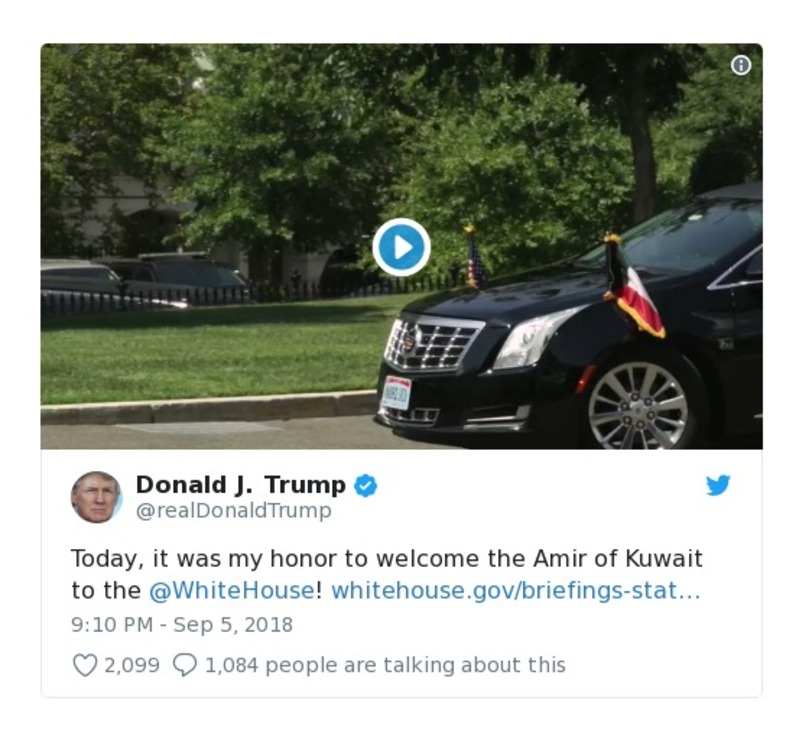 Donald J. Trump
@realDonaldTrump
Today, it was my honor to welcome the Amir of Kuwait
to the @WhiteHouse! whitehouse.gov/briefings-stat…
9:10 PM - Sep 5, 2018
2,099 1,084 people are talking about this